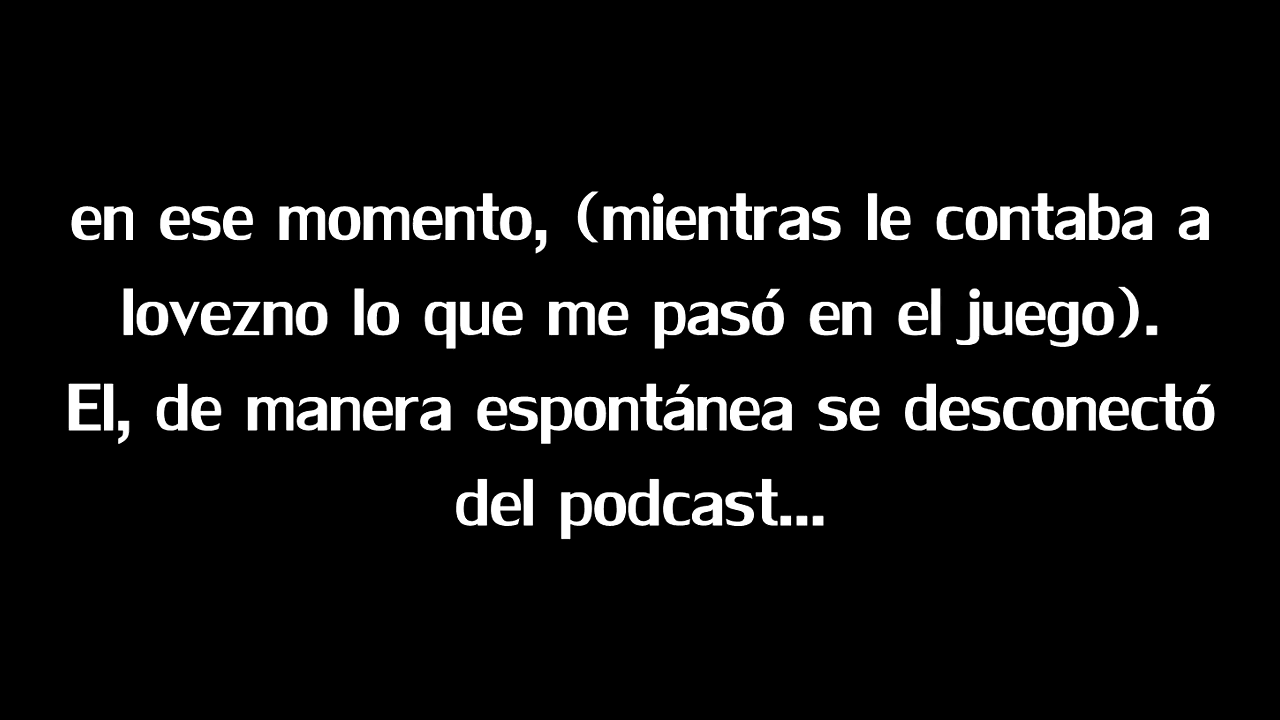 en ese momento, (mientras le contaba a
lovezno lo que me pasó en el juego).
El, de manera espontánea se desconectó
del podcast...